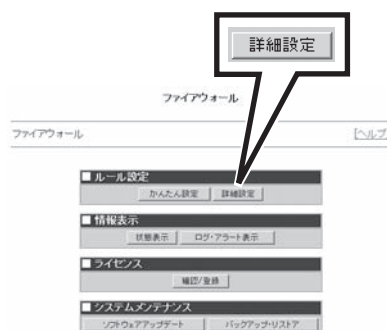 詳細設定
ファイアウォール
ファイアウォール [ヘルプ
■ ルール設定
かんたん設定 詳細設定
■ 情報表示
状態表示 ログ・アラート表示
■ ライセンス
確認/登録
■ システムメンテナンス
ソフトウェアアップデート バックアップ・リストア